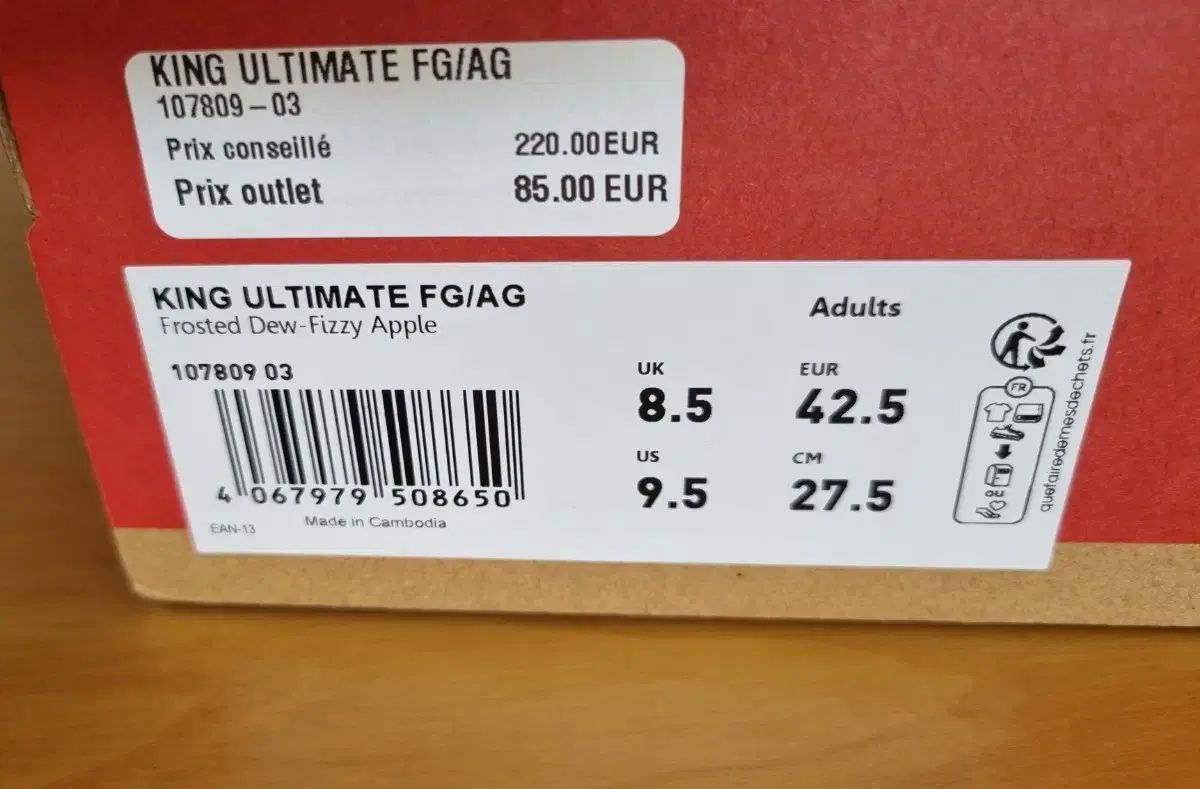 KING ULTIMATE FG/AG
107809-03
Prix conseillé 220.00EUR
Prix outlet 85.00 EUR
KING ULTIMATE FG/AG
Frosted Dew-Fizzy Apple
Adults
107809 03
UK EUR
8.5 42.5
US CM
9.5 27.5
4 067979 508650
EAN-13 Made in Cambodia
FR
OU
quefairedemesdechets.fr